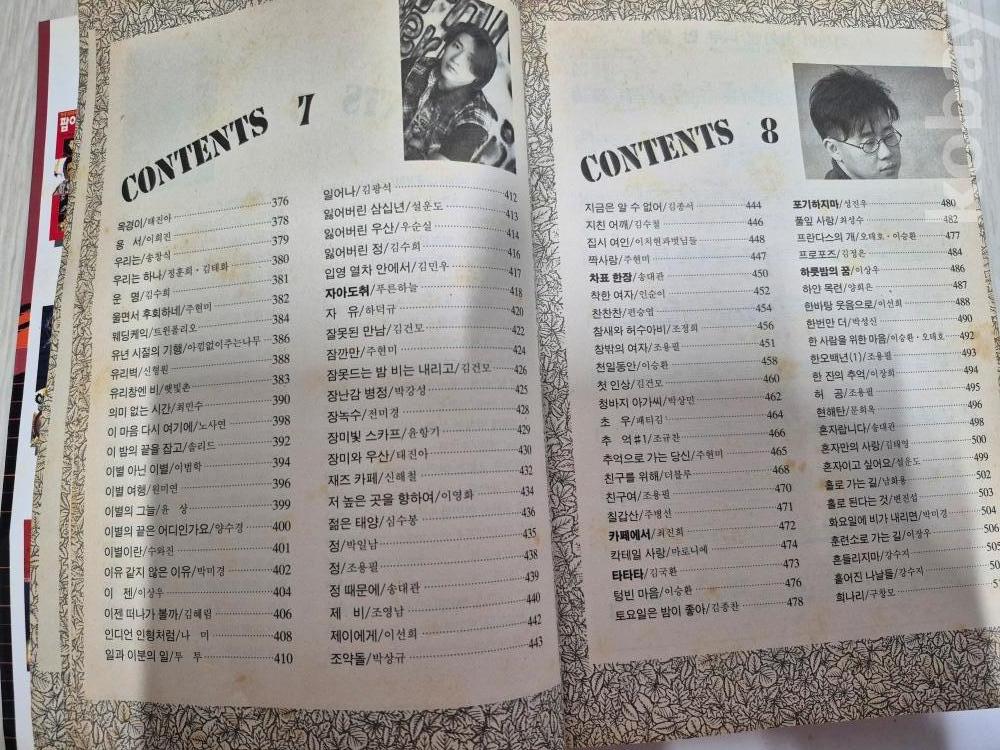 CONTENTS 7
옥경이/태진아 376
용 서/이희진 378
우리는/송창식 379
우리는 하나/정훈희·김태화 380
운 명/김수희 381
울면서 후회하네/주현미 382
웨딩케익/트윈폴리오 384
유년 시절의 기행/아낌없이주는나무 386
유리벽/신형원 388
유리창엔 비/햇빛촌 383
의미 없는 시간/최민수 390
이 마음 다시 여기에/노사연 398
이 밤의 끝을 잡고/솔리드 392
이별 아닌 이별/이범학 394
이별 여행/원미연 396
이별의 그늘/윤 상 399
이별의 끝은 어디인가요/양수경 400
이별이란/수와진 401
이유 같지 않은 이유/박미경 402
이 젠/이상우 404
이젠 떠나가 볼까/김혜림 406
인디언 인형처럼/나 미 408
일과 이분의 일/투 투 410
일어나/김광석 412
잃어버린 삼십년/설운도 413
잃어버린 우산/우순실 414
잃어버린 정/김수희 416
입영 열차 안에서/김민우 417
자아도취/푸른하늘 418
자 유/하덕규 420
잘못된 만남/김건모 422
잠깐만/주현미 424
잠못드는 밤 비는 내리고/김건모 426
장난감 병정/박강성 425
장녹수/전미경 428
장미빛 스카프/윤항기 429
장미와 우산/태진아 430
재즈 카페/신해철 432
저 높은 곳을 향하여/이영화 434
젊은 태양/심수봉 436
정/박일남 435
정/조용필 438
정 때문에/송대관 439
제 비/조영남 440
제이에게/이선희 442
조약돌/박상규 443
CONTENTS 8
지금은 알 수 없어/김종서 444
지친 어깨/김수철 446
집시 여인/이치현과벗님들 448
짝사랑/주현미 447
차표 한장/송대관 450
착한 여자/인순이 452
찬찬찬/편승엽 454
참새와 허수아비/조정희 456
창밖의 여자/조용필 451
천일동안/이승환 458
첫 인상/김건모 460
청바지 아가씨/박상민 462
초 우/패티김 464
추 억#1/조규찬 466
추억으로 가는 당신/주현미 465
친구를 위해/더블루 468
친구여/조용필 470
칠갑산/주병선 471
카페에서/최진희 472
칵테일 사랑/마로니에 474
타타타/김국환 473
텅빈 마음/이승환 476
토요일은 밤이 좋아/김종찬 478
포기하지마/성진우 480
풀잎 사랑/최성수 482
프란다스의 개/오태호·이승환 477
프로포즈/김정은 484
하룻밤의 꿈/이상우 486
하얀 목련/양희은 487
한바탕 웃음으로/이선희 488
한번만 더/박성신 490
한 사람을 위한 마음/이승환·오태호 492
한오백년(1)/조용필 493
한 진의 추억/이장희 494
허 공/조용필 495
현해탄/문희옥 496
혼자랍니다/송대관 498
혼자만의 사랑/김태영 500
혼자이고 싶어요/설운도 499
홀로 가는 길/남화용 502
홀로 된다는 것/변진섭 503
화요일에 비가 내리면/박미경 504
훈련소로 가는 길/이장우 506
흔들리지마/강수지 505
흩어진 나날들/강수지
희나리/구창모
kobay